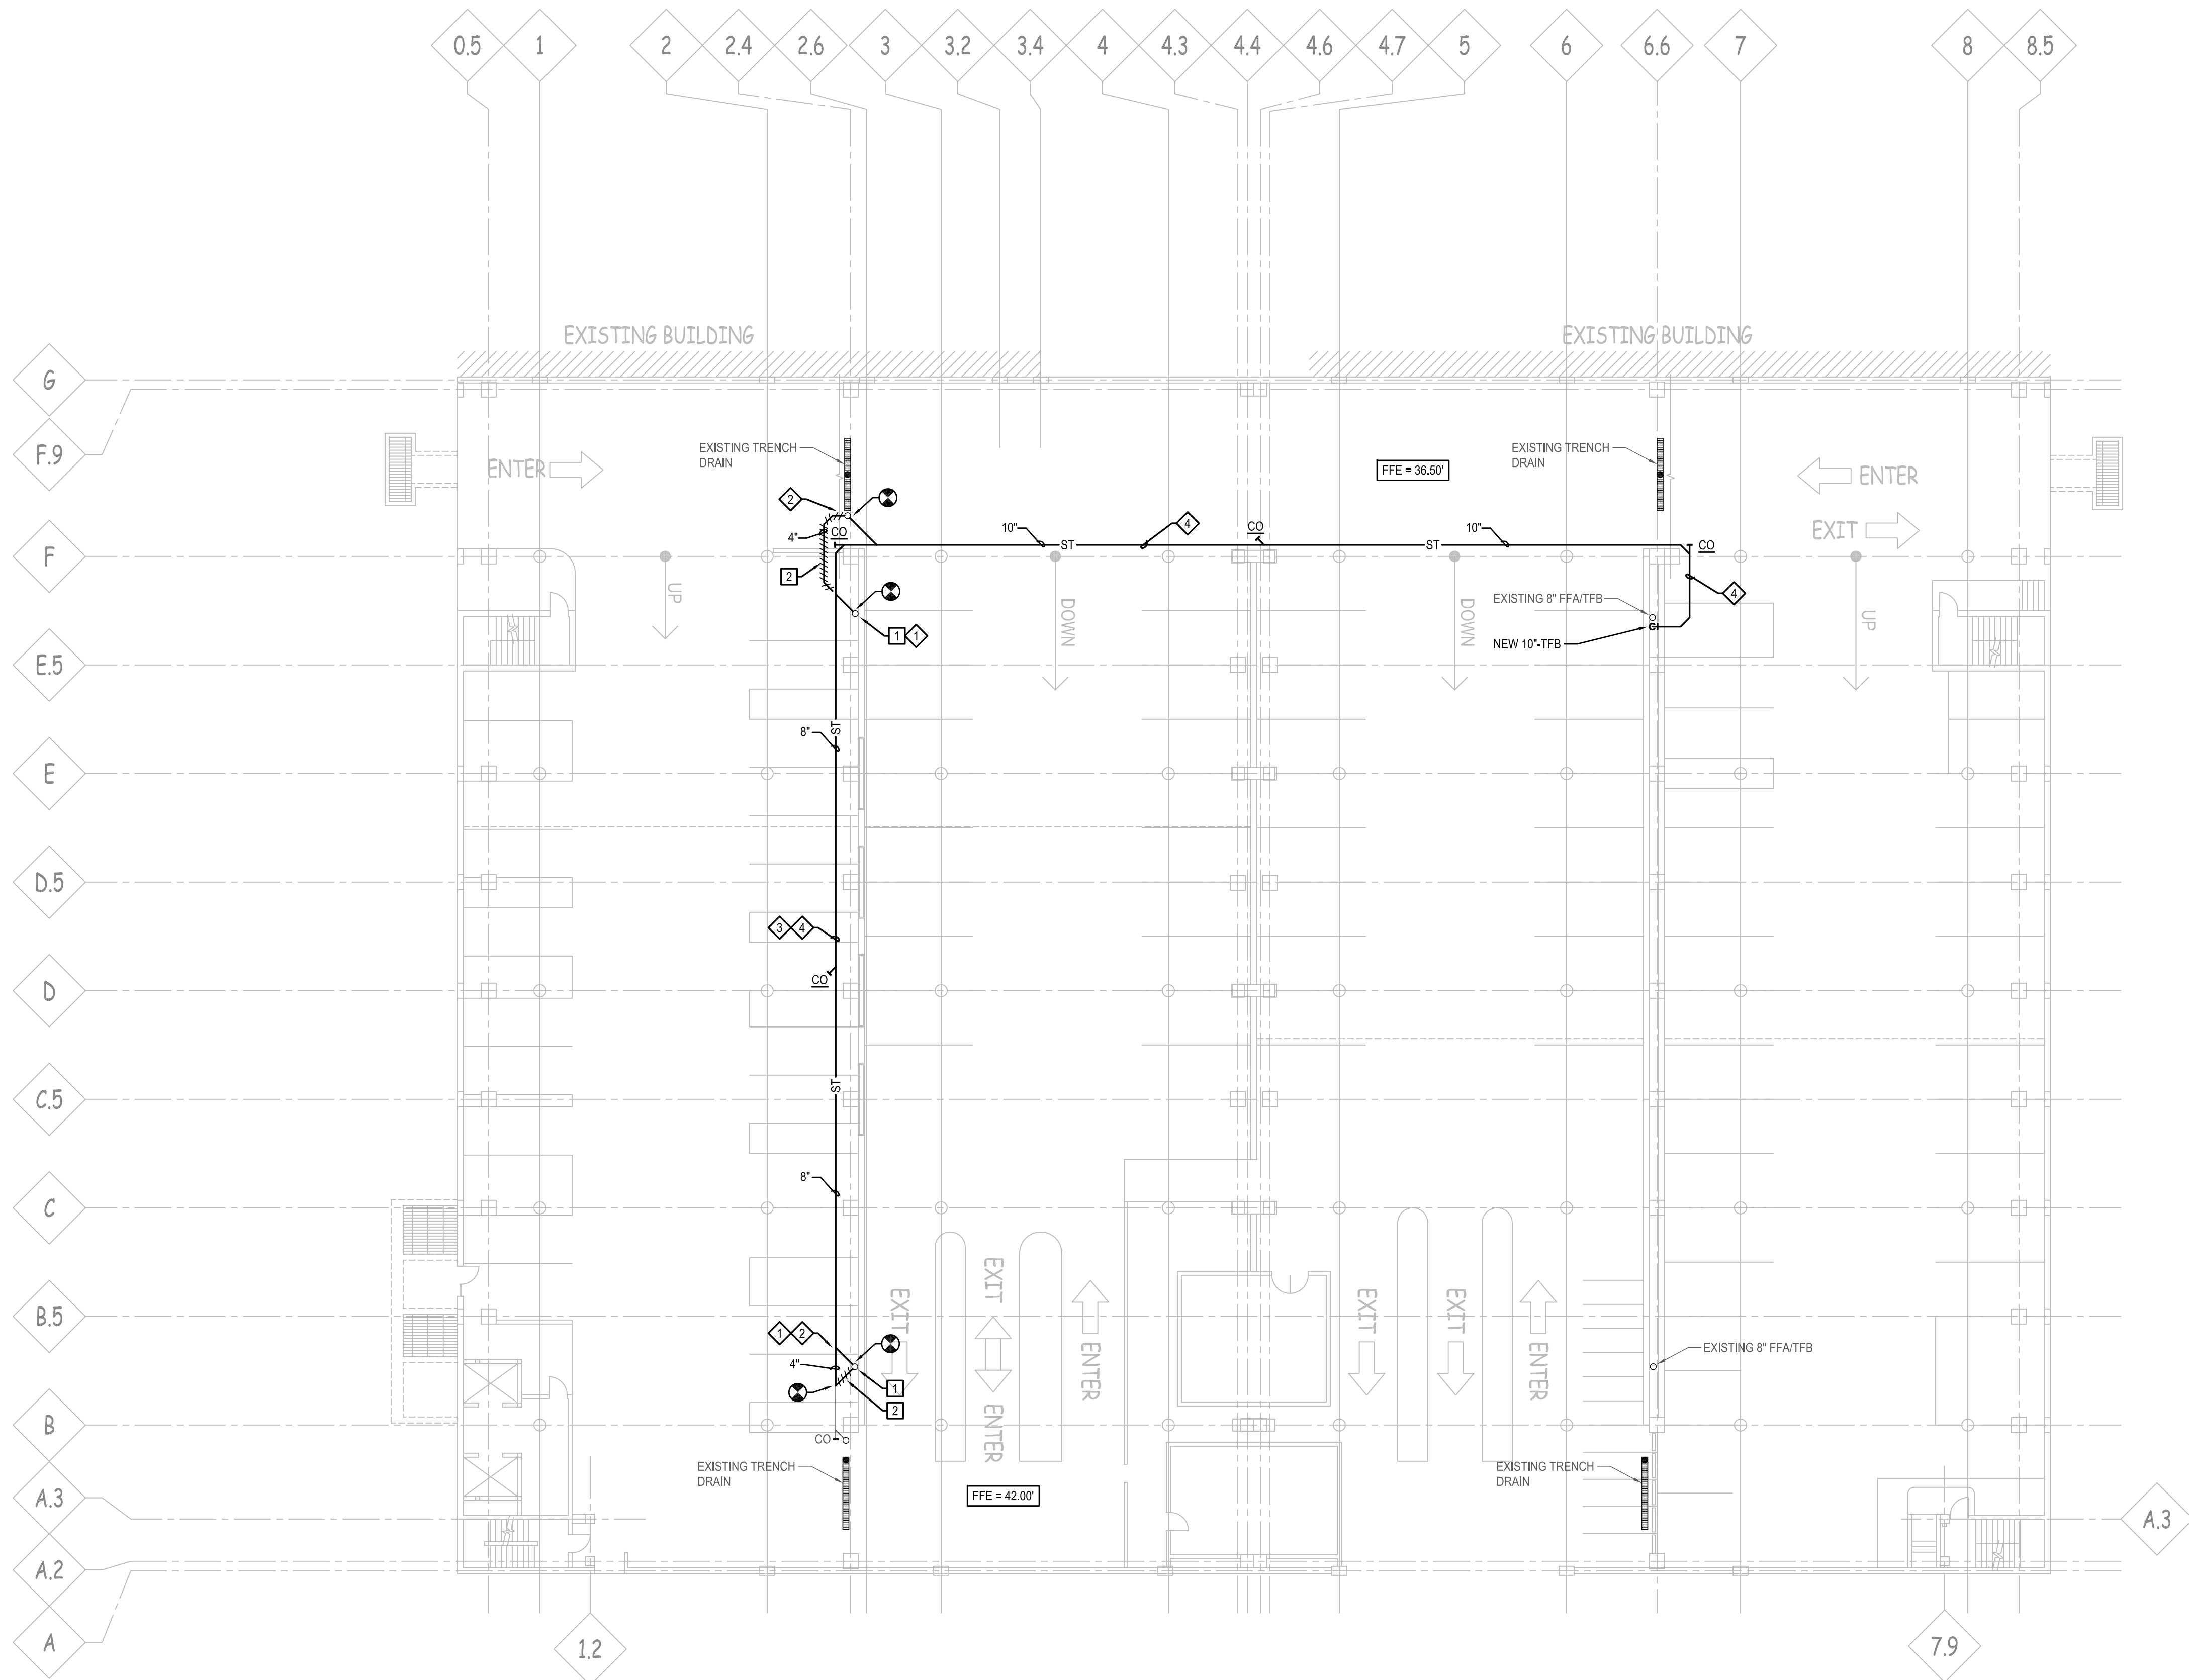 0.5
1
2
2.4
2.6
3
3.2
3.4
4
4.3
4.4
4.6
4.7
5
6
6.6
7
8
8.5
EXISTING BUILDING
EXISTING BUILDING
G
F.9
F
E.5
E
D.5
D
C.5
C
B.5
B
A.3
A.2
A
EXISTING TRENCH
DRAIN
EXISTING TRENCH
DRAIN
FFE = 36.50'
ENTER
ENTER
EXIT
2
4"
CO
2
10"
ST
4
CO
ST
10"
CO
4
UP
DOWN
DOWN
UP
EXISTING 8" FFA/TFB
NEW 10"-TFB
1
1
ST
8"
3
4
CO
ST
8"
EXIT
EXIT
ENTER
ENTER
EXIT
EXIT
ENTER
1
2
4"
1
2
CO
EXISTING 8" FFA/TFB
EXISTING TRENCH
DRAIN
FFE = 42.00'
EXISTING TRENCH
DRAIN
A.3
1.2
7.9